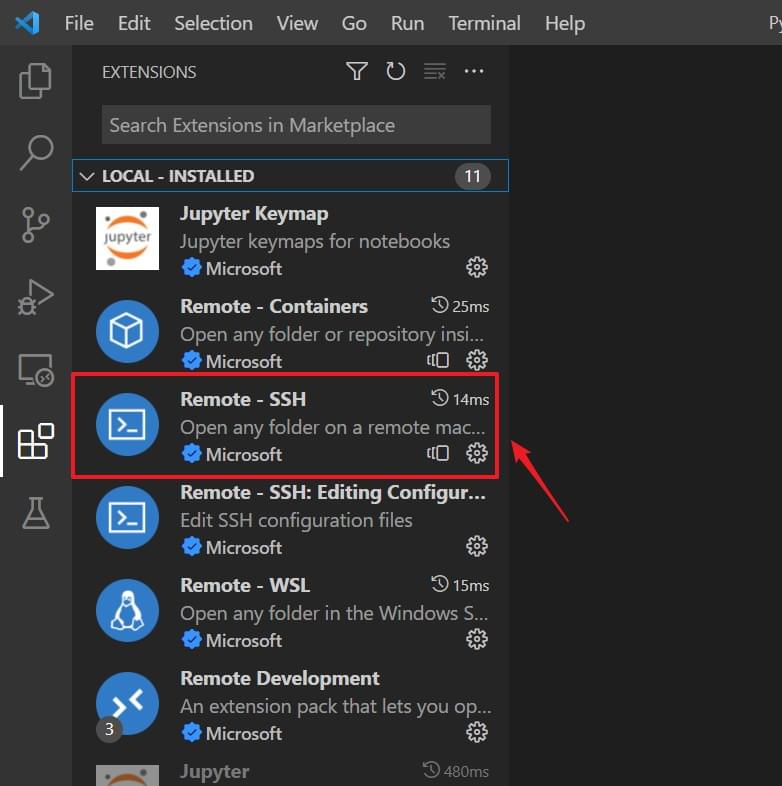 File Edit Selection View Go Run Terminal Help Py
EXTENSIONS
Search Extensions in Marketplace
LOCAL - INSTALLED 11
Jupyter Keymap
jupyter
Jupyter keymaps for notebooks
Microsoft
Remote - Containers 25ms
Open any folder or repository insi...
Microsoft
Remote - SSH 14ms
Open any folder on a remote mac...
Microsoft
Remote - SSH: Editing Configur...
Edit SSH configuration files
Microsoft
Remote - WSL 15ms
Open any folder in the Windows S...
Microsoft
Remote Development
An extension pack that lets you op...
3
Microsoft
Jupyter 480ms